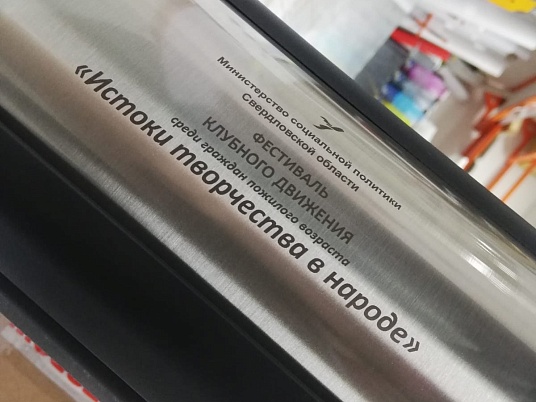 Министерство социальной политики
Свердловской области
ФЕСТИВАЛЬ
КЛУБНОГО ДВИЖЕНИЯ
среди граждан пожилого возраста
«Истоки творчества в народе»